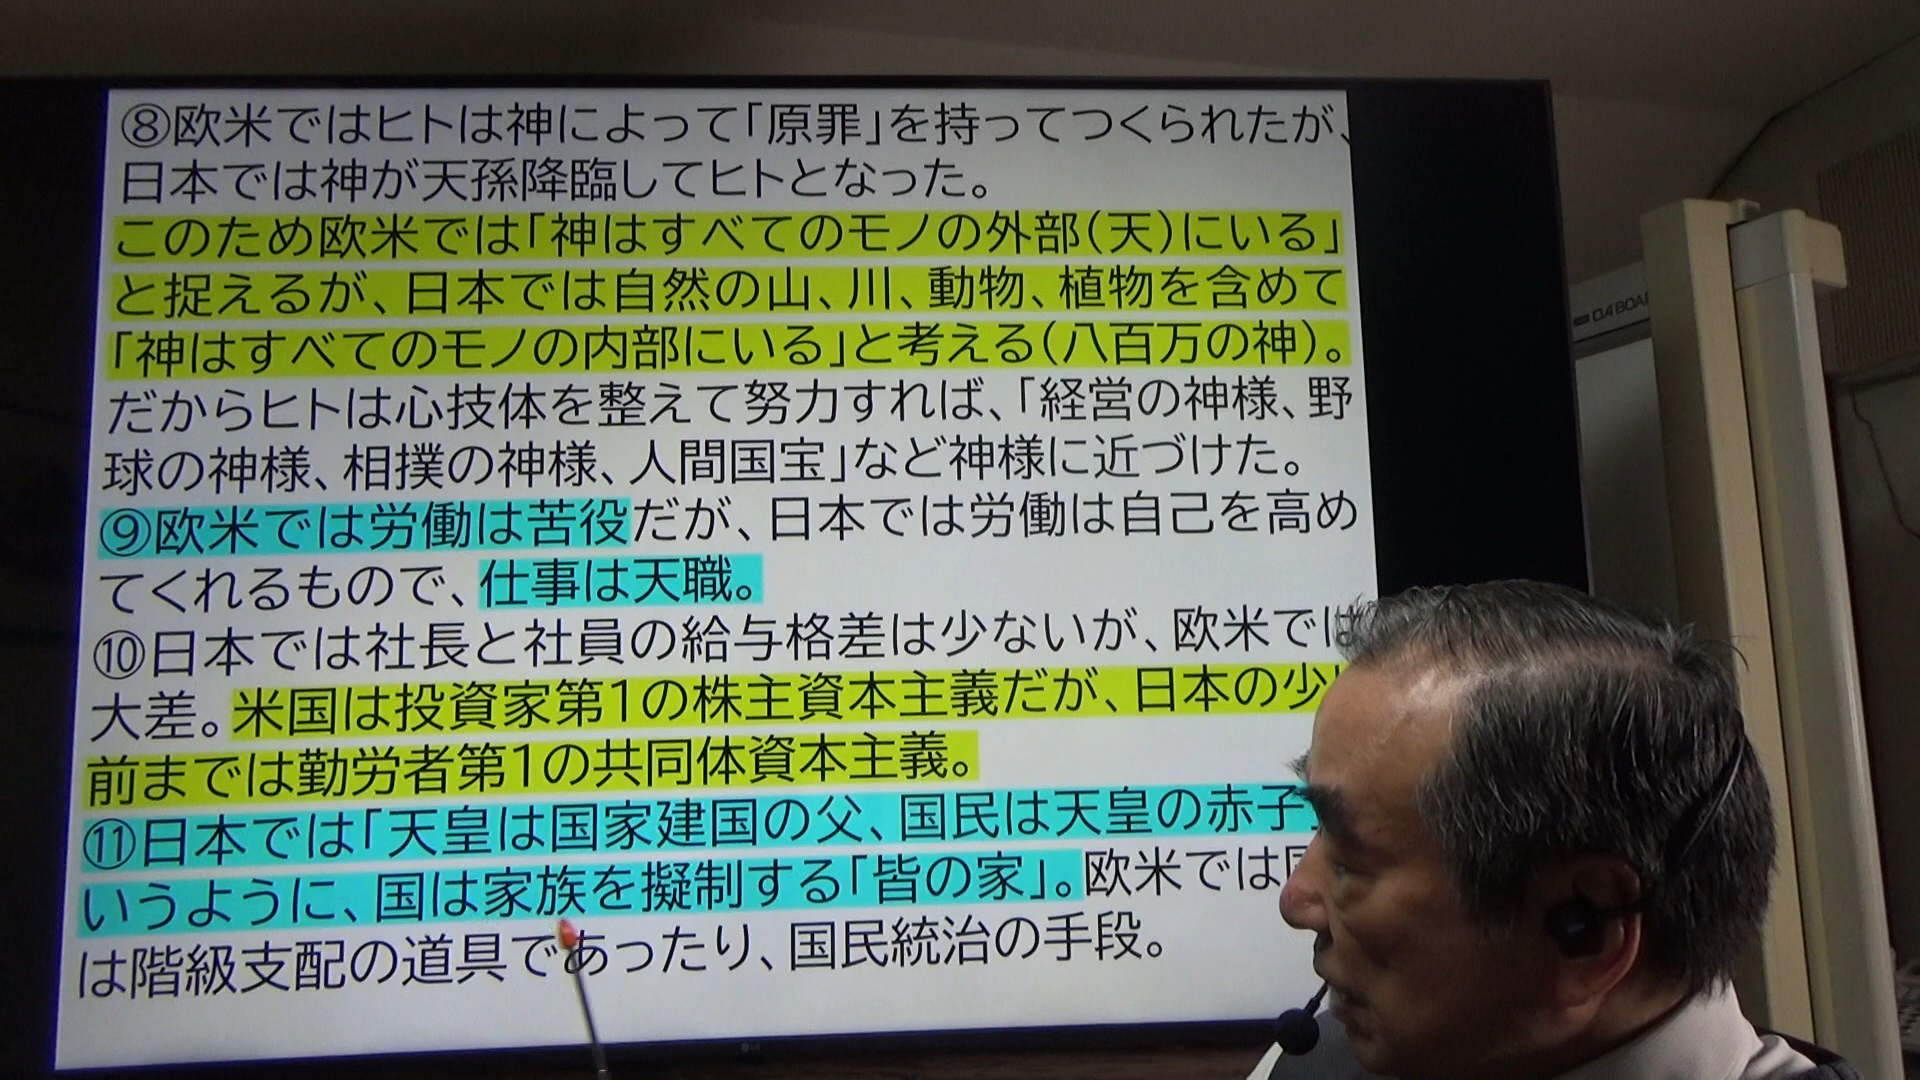 ⑧欧米ではヒトは神によって「原罪」を持ってつくられたが、
日本では神が天孫降臨してヒトとなった。
このため欧米では「神はすべてのモノの外部(天)にいる」
と捉えるが、日本では自然の山、川、動物、植物を含めて
「神はすべてのモノの内部にいる」と考える(八百万の神)。
だからヒトは心技体を整えて努力すれば、「経営の神様、野
球の神様、相撲の神様、人間国宝」など神様に近づけた。
⑨欧米では労働は苦役だが、日本では労働は自己を高め
てくれるもので、仕事は天職。
⑩日本では社長と社員の給与格差は少ないが、欧米では
大差。米国は投資家第1の株主資本主義だが、日本の少し
前までは勤労者第1の共同体資本主義。
⑪日本では「天皇は国家建国の父、国民は天皇の赤子」
いうように、国は家族を擬制する「皆の家」。欧米では国
は階級支配の道具であったり、国民統治の手段。
LG